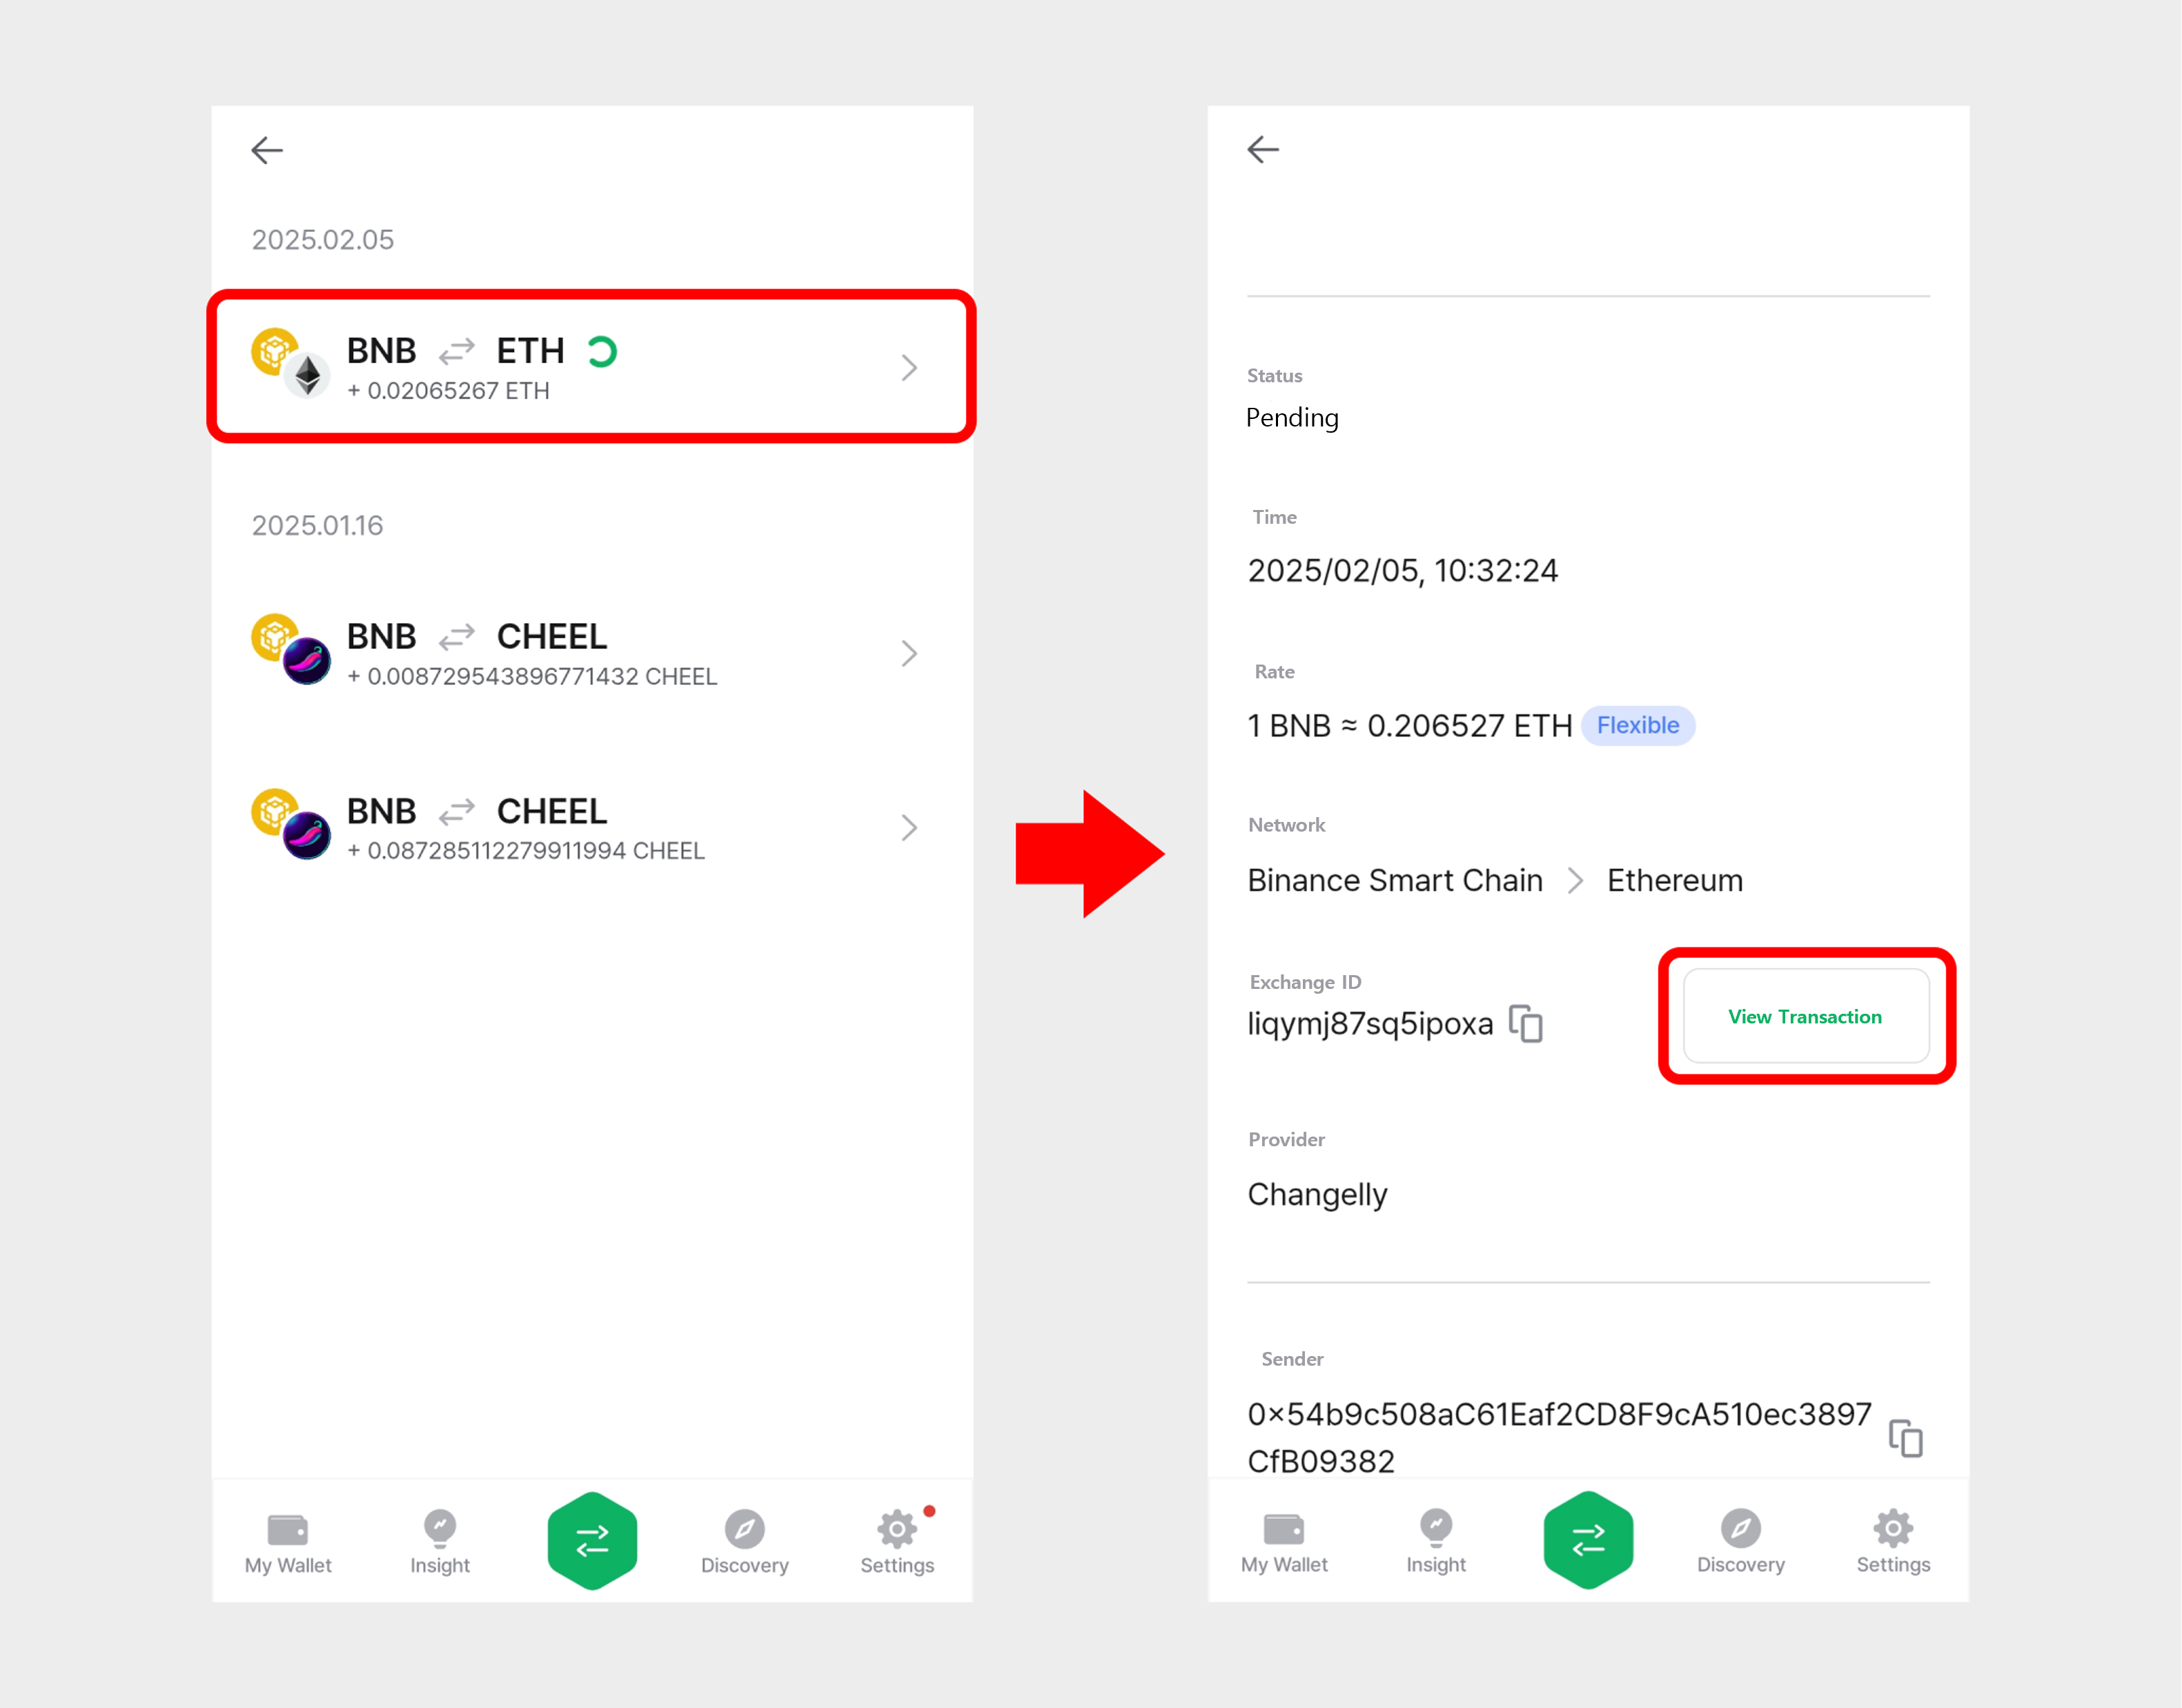 2025.02.05
BNB ETH
+ 0.02065267 ETH
2025.01.16
BNB CHEEL
+ 0.008729543896771432 CHEEL
BNB CHEEL
+ 0.087285112279911994 CHEEL
My Wallet Insight Discovery Settings
Status
Pending
Time
2025/02/05, 10:32:24
Rate
1 BNB ≈ 0.206527 ETH Flexible
Network
Binance Smart Chain > Ethereum
Exchange ID
liqymj87sq5ipoxa
View Transaction
Provider
Changelly
Sender
0×54b9c508aC61Eaf2CD8F9cA510ec3897
CfB09382
My Wallet Insight Discovery Settings